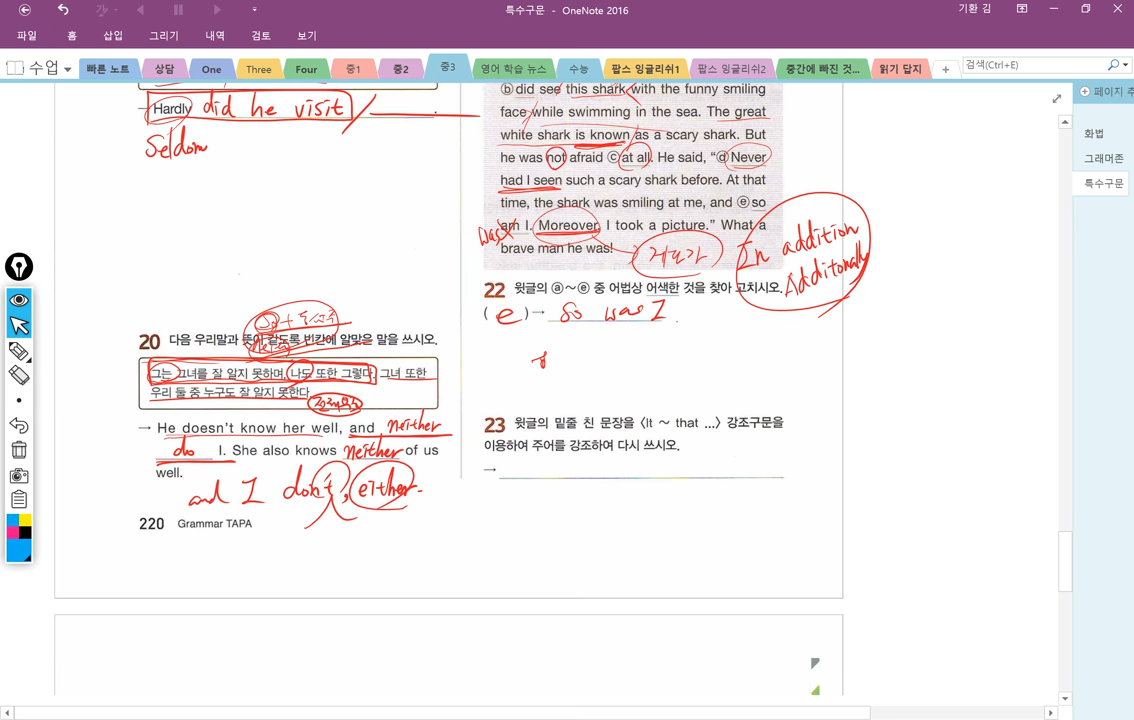 특수구문 - OneNote 2016
기환 김
파일 홈 삽입 그리기 내역 검토 보기
수업 빠른 노트 상담 One Three Four 중1 중2 중3 영어 학습 뉴스 수능 팝스 잉글리쉬1 팝스 잉글리쉬2 중간에 빠진 것... 읽기 답지 + 검색(Ctrl+E)
페이지 추
화법
그래머존
특수구문
Hardly did he visit
Seldom
20 다음 우리말과 뜻이 같도록 빈칸에 알맞은 말을 쓰시오.
그는 그녀를 잘 알지 못하며, 나도 또한 그렇다. 그녀 또한
우리 둘 중 누구도 잘 알지 못한다.
→ He doesn't know her well, and neither
do I. She also knows neither of us
well.
and I don't, either.
220 Grammar TAPA
ⓑ did see this shark with the funny smiling
face while swimming in the sea. The great
white shark is known as a scary shark. But
he was not afraid ⓒ at all. He said, "ⓓ Never
had I seen such a scary shark before. At that
time, the shark was smiling at me, and ⓔ so
am I. Moreover, I took a picture." What a
was
brave man he was!
게다가
In addition
Additonally
22 윗글의 ⓐ~ⓔ 중 어법상 어색한 것을 찾아 고치시오.
( e ) → so was I
23 윗글의 밑줄 친 문장을 〈It ~ that ...〉 강조구문을
이용하여 주어를 강조하여 다시 쓰시오.
→